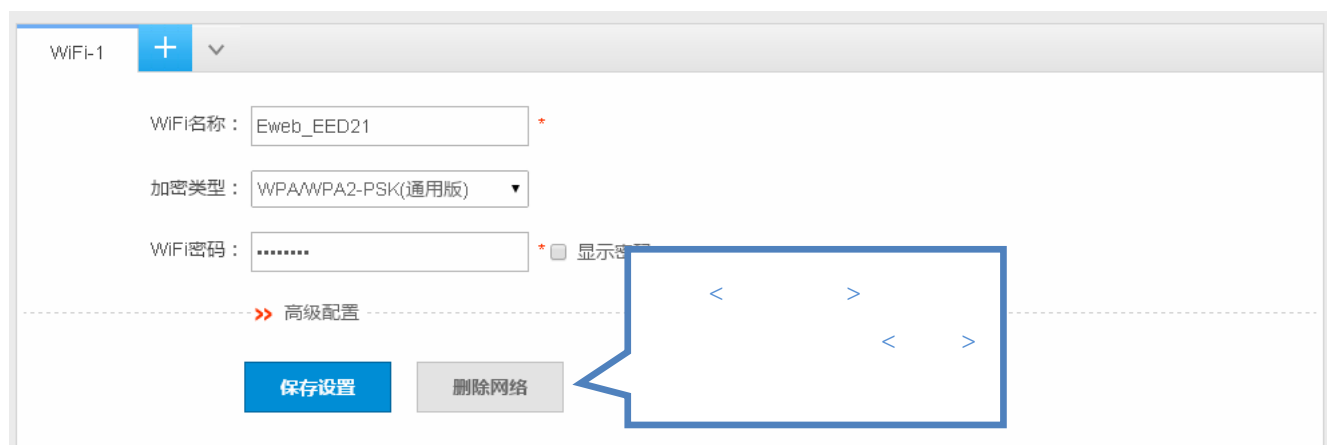 WiFi-1
WiFi名称： Eweb_EED21 *
加密类型： WPA/WPA2-PSK(通用版)
WiFi密码： •••••••• * 显示
< >
高级配置
< >
保存设置 删除网络